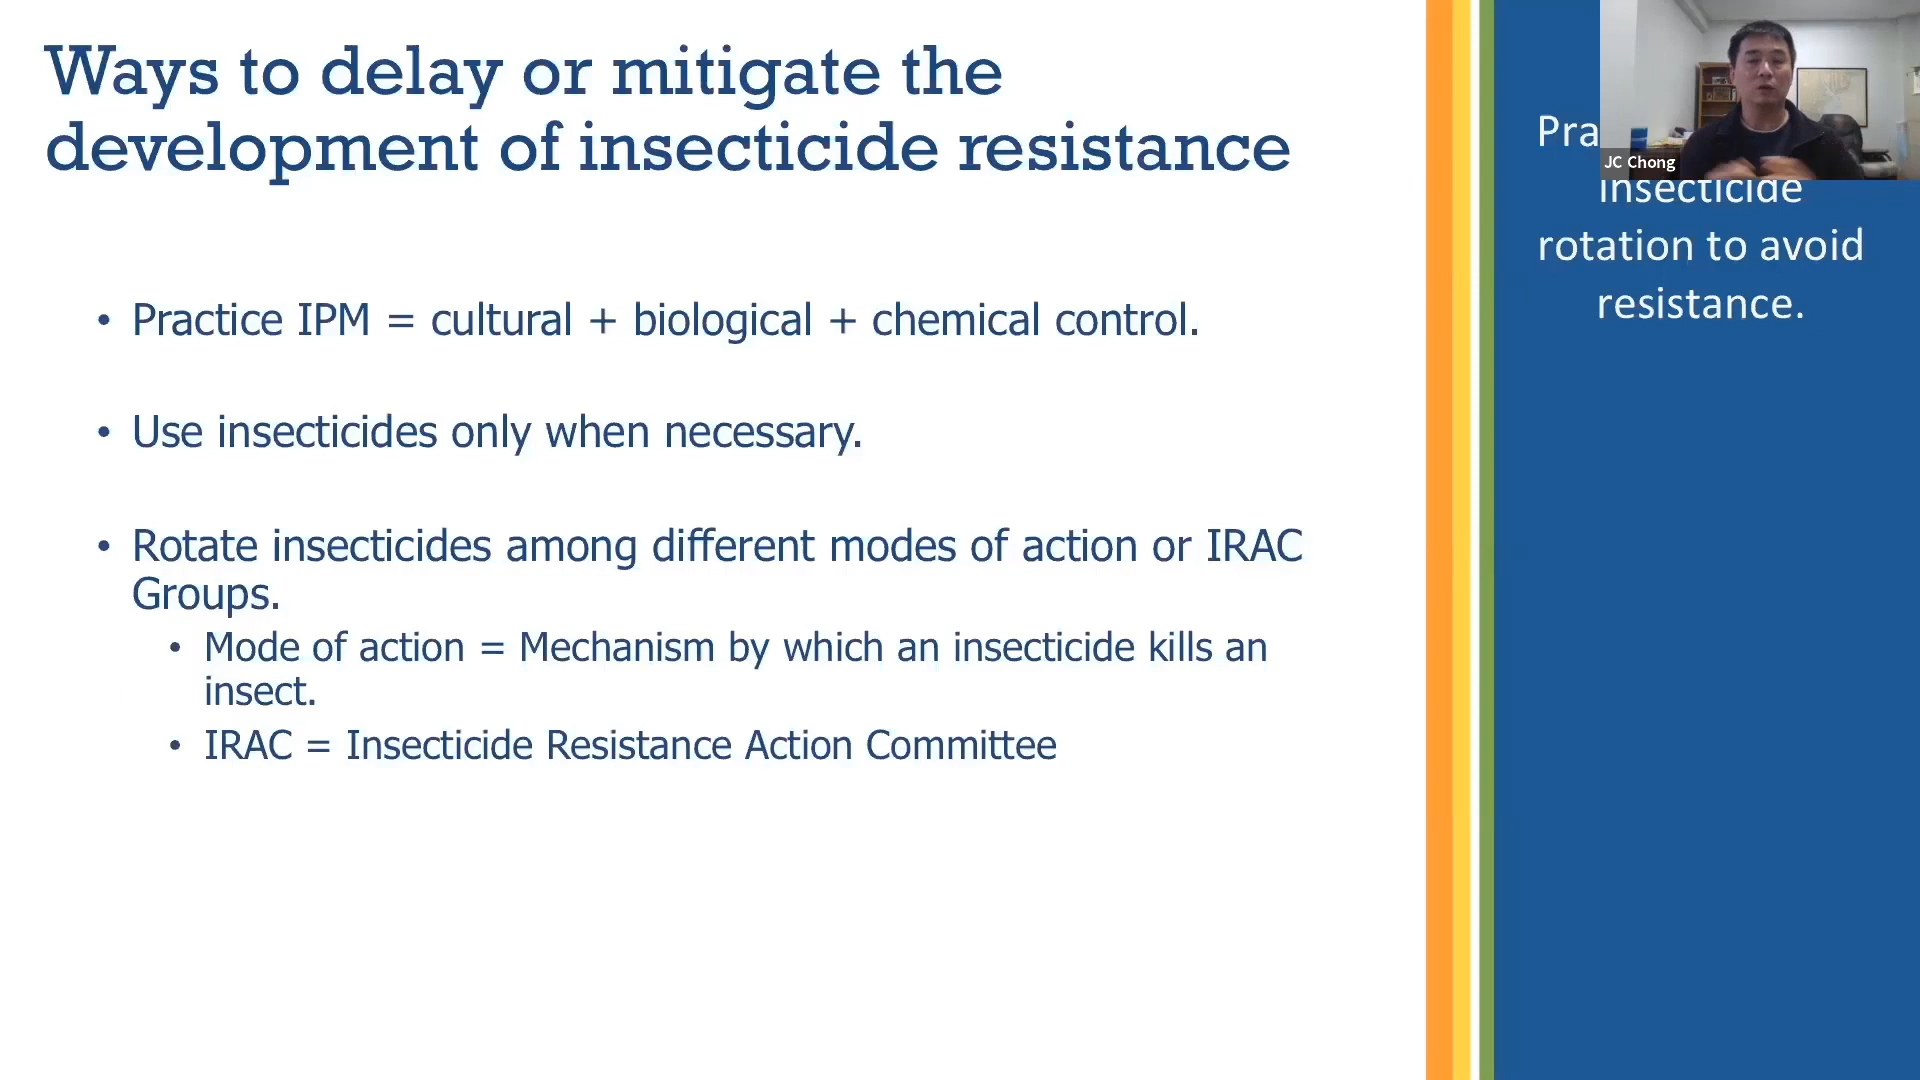 Ways to delay or mitigate the
development of insecticide resistance
• Practice IPM = cultural + biological + chemical control.
• Use insecticides only when necessary.
• Rotate insecticides among different modes of action or IRAC
Groups.
• Mode of action = Mechanism by which an insecticide kills an
insect.
• IRAC = Insecticide Resistance Action Committee
insecticide
rotation to avoid
resistance.
JC Chong